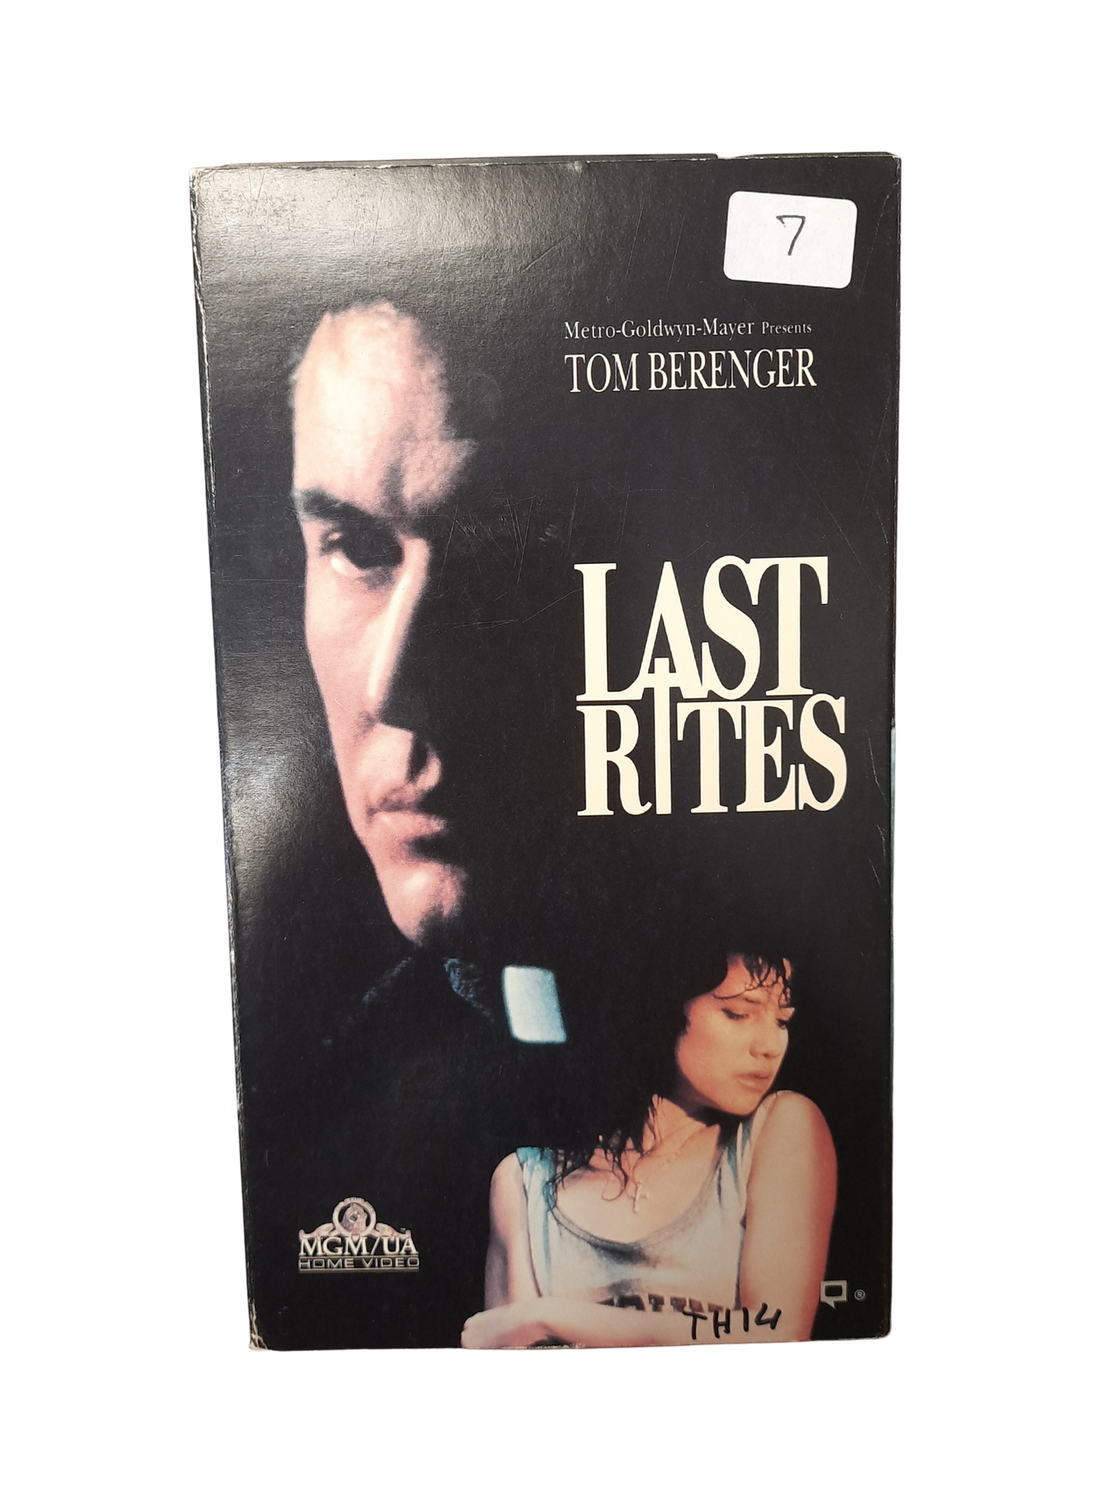 7
Metro-Goldwyn-Mayer Presents
TOM BERENGER
LAST
RITES
MGM/UA
HOME VIDEO
®
TH14